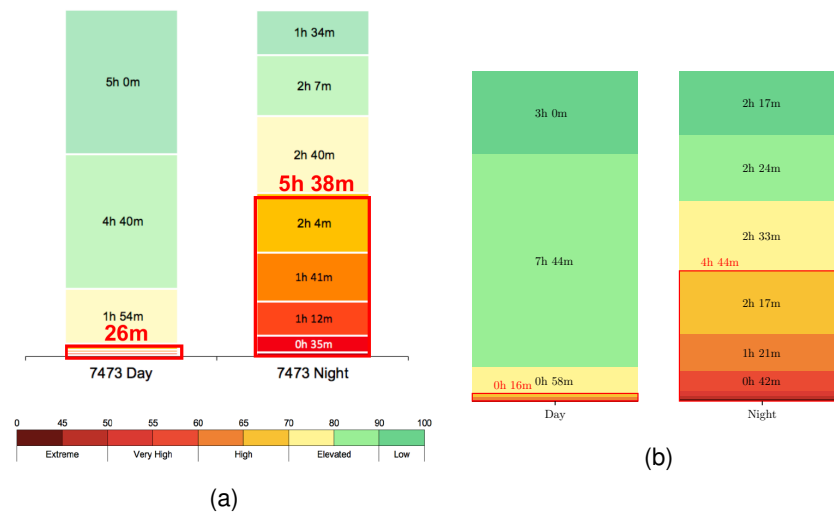 5h 0m
4h 40m
1h 54m
26m
7473 Day
1h 34m
2h 7m
2h 40m
5h 38m
2h 4m
1h 41m
1h 12m
0h 35m
7473 Night
0 45 50 55 60 65 70 80 90 100
Extreme Very High High Elevated Low
(a)
3h 0m
7h 44m
0h 16m
0h 58m
Day
2h 17m
2h 24m
2h 33m
4h 44m
2h 17m
1h 21m
0h 42m
Night
(b)